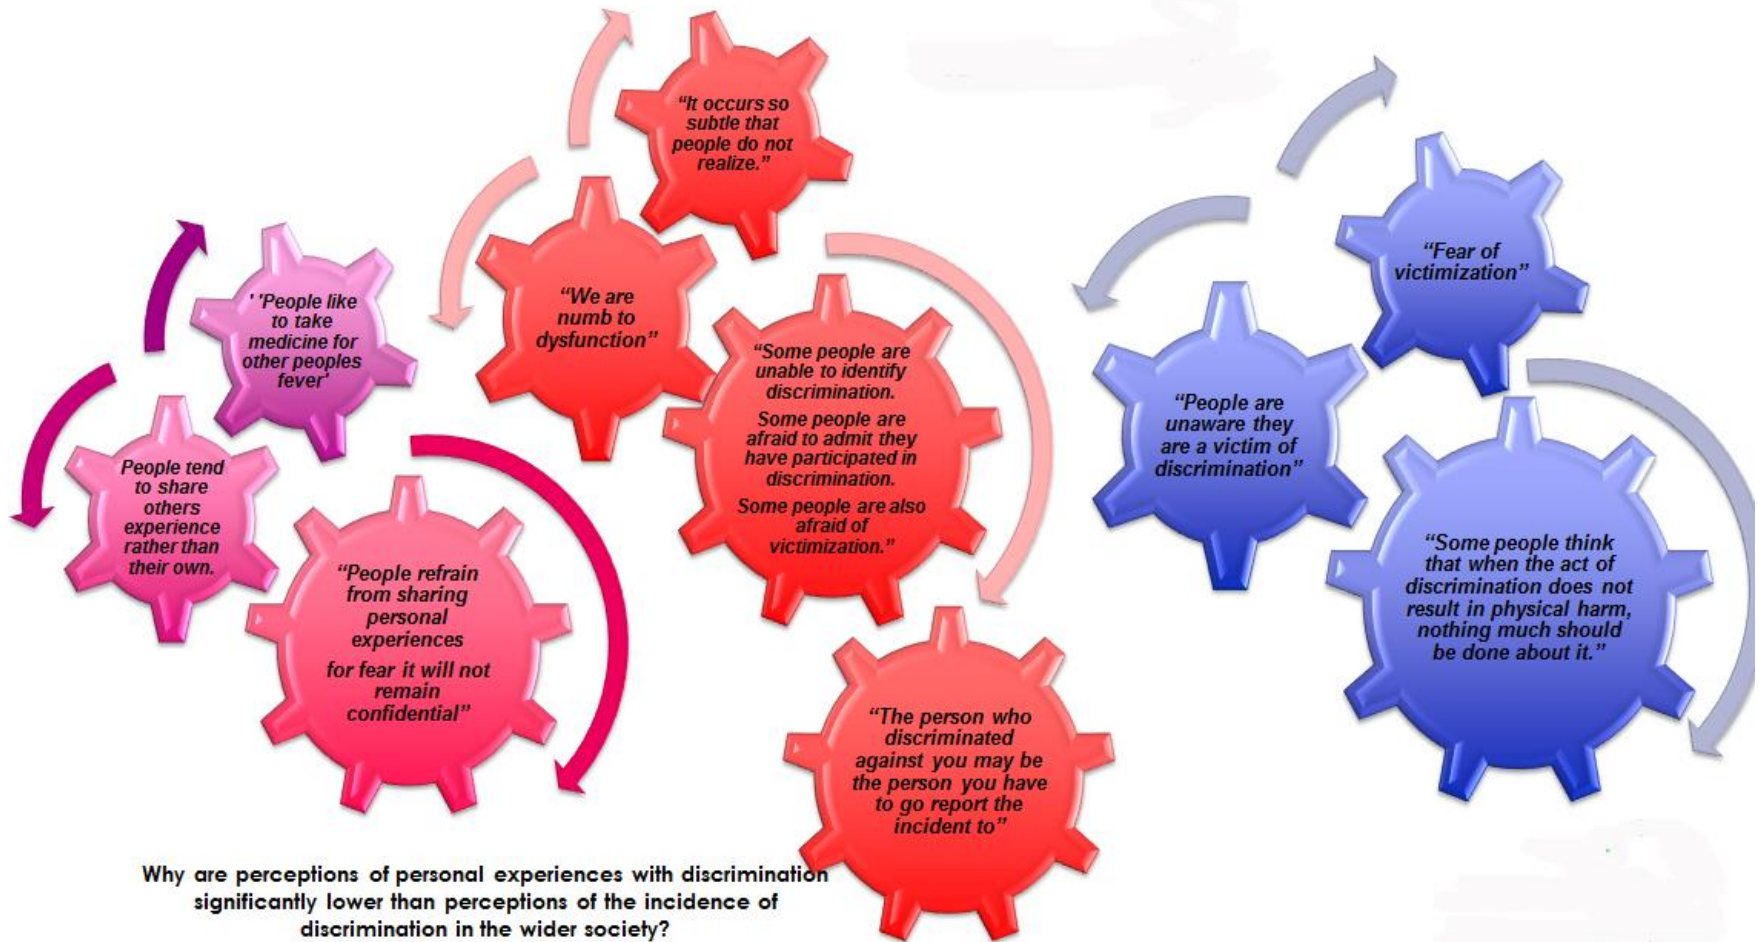 ' 'People like
to take
medicine for
other peoples
fever'
People tend
to share
others
experience
rather than
their own.
“People refrain
from sharing
personal
experiences
for fear it will not
remain
confidential”
“It occurs so
subtle that
people do not
realize.”
“We are
numb to
dysfunction”
“Some people are
unable to identify
discrimination.
Some people are
afraid to admit they
have participated in
discrimination.
Some people are also
afraid of
victimization.”
“The person who
discriminated
against you may be
the person you have
to go report the
incident to”
“Fear of
victimization”
“People are
unaware they
are a victim of
discrimination”
“Some people think
that when the act of
discrimination does not
result in physical harm,
nothing much should
be done about it.”
Why are perceptions of personal experiences with discrimination
significantly lower than perceptions of the incidence of
discrimination in the wider society?